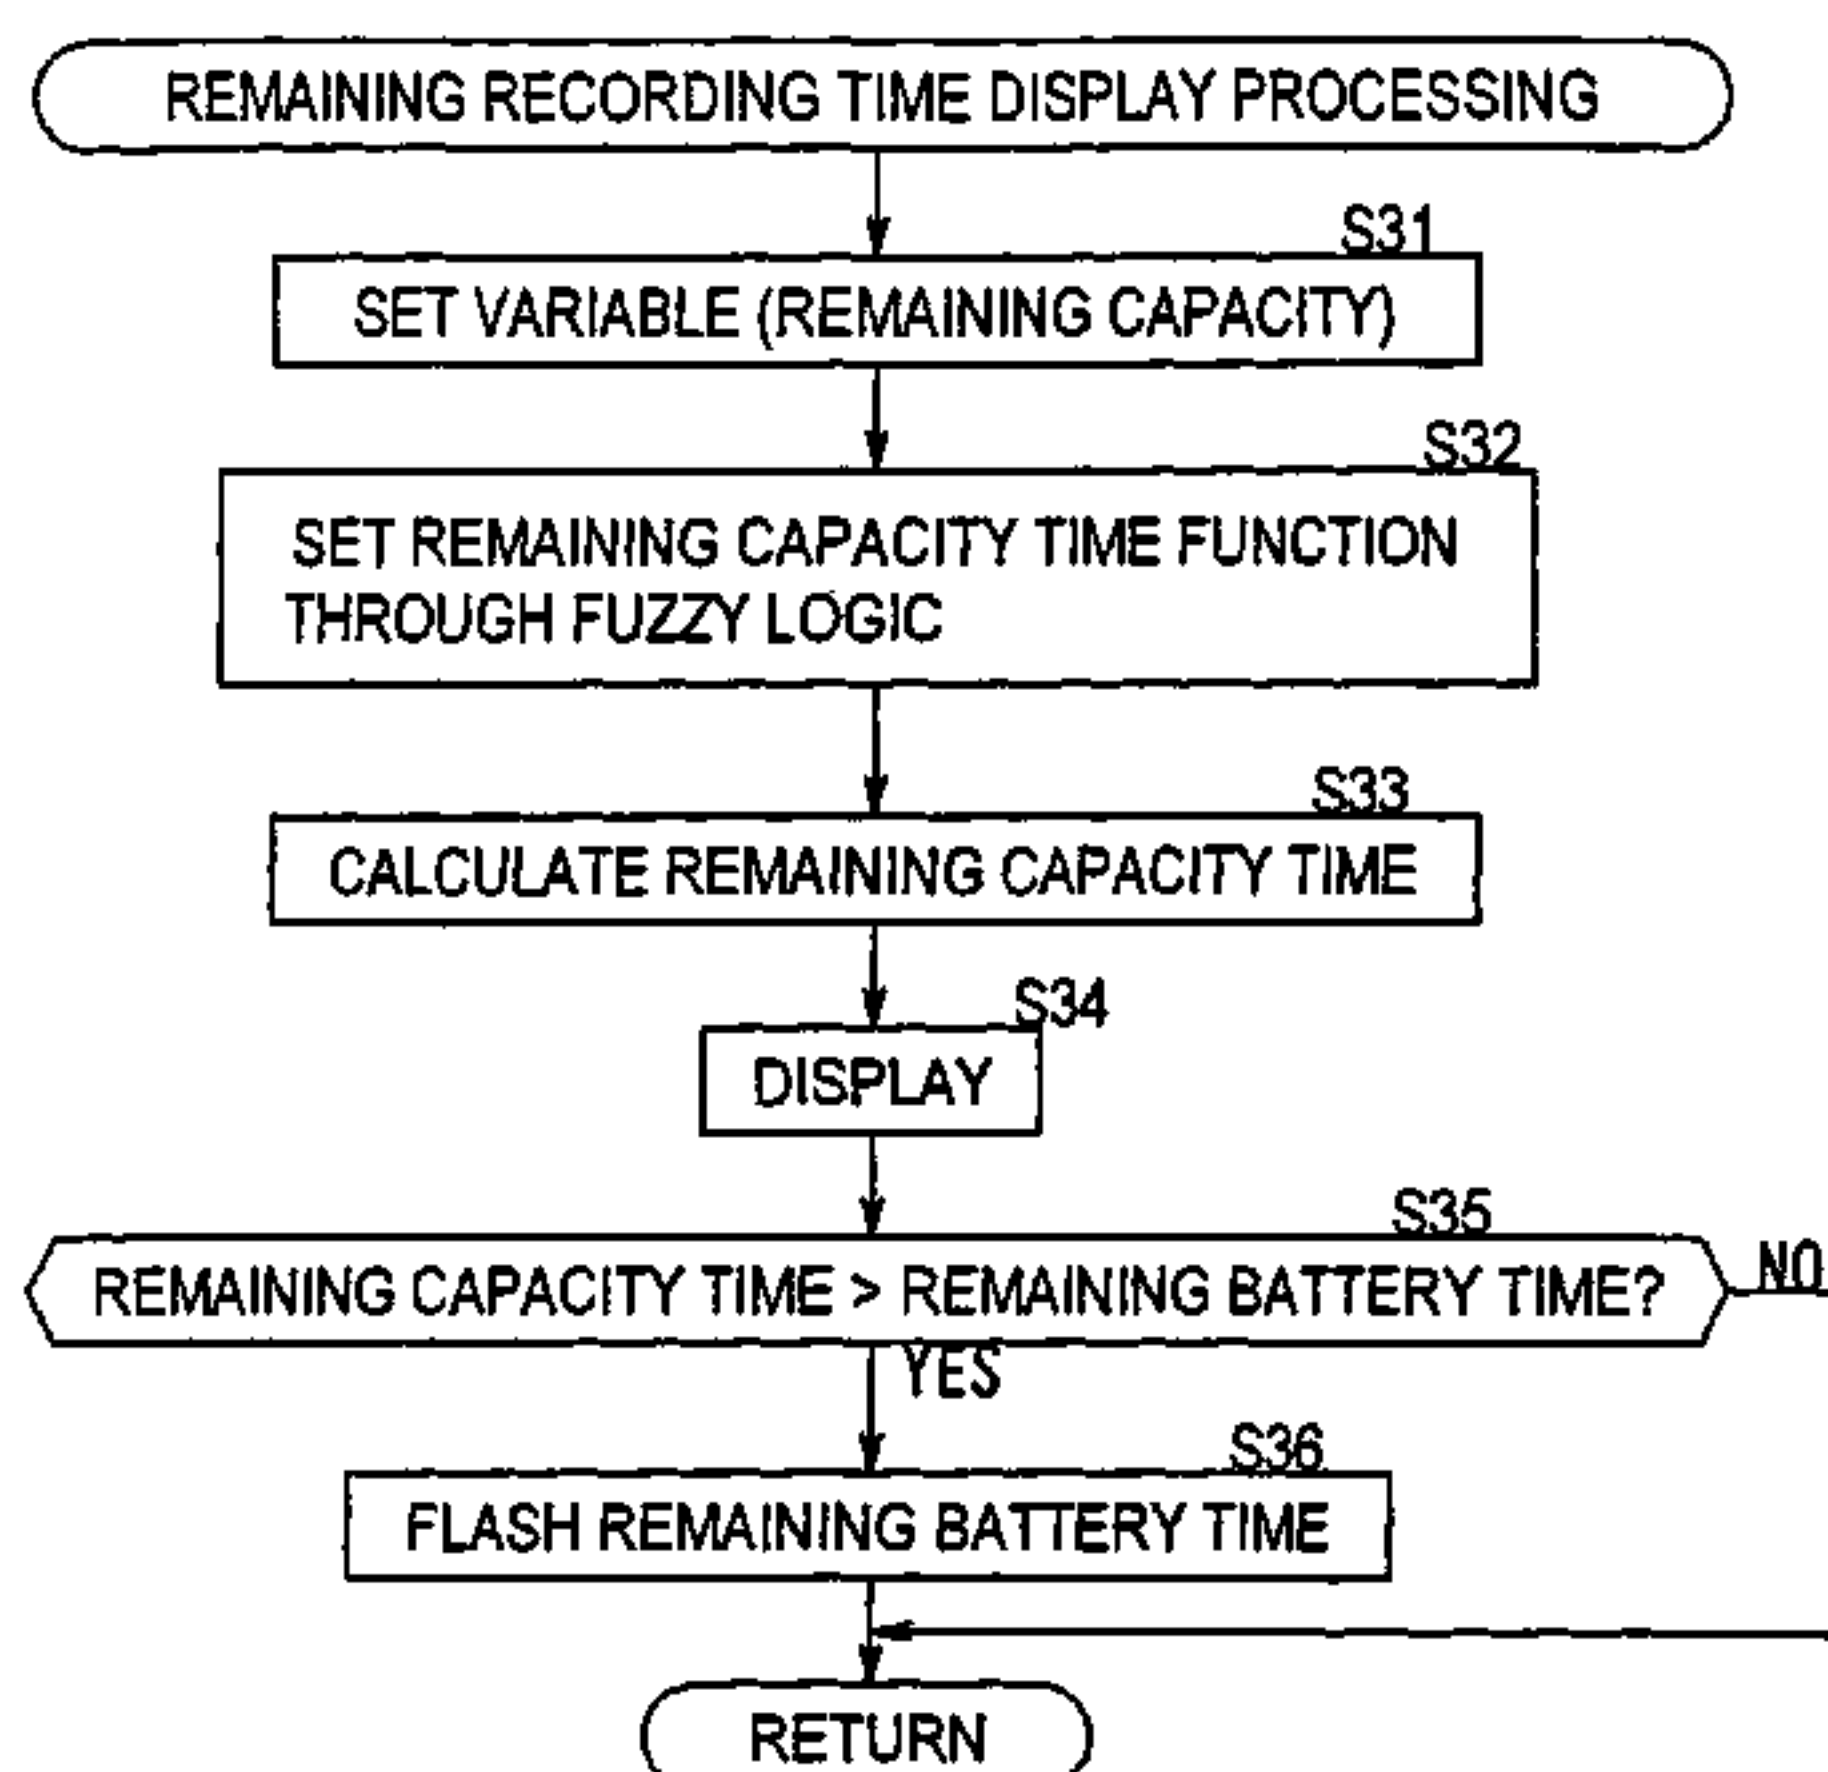 REMAINING RECORDING TIME DISPLAY PROCESSING
S31
SET VARIABLE (REMAINING CAPACITY)
S32
SET REMAINING CAPACITY TIME FUNCTION
THROUGH FUZZY LOGIC
S33
CALCULATE REMAINING CAPACITY TIME
S34
DISPLAY
S35
REMAINING CAPACITY TIME > REMAINING BATTERY TIME?
NO
YES
S36
FLASH REMAINING BATTERY TIME
RETURN